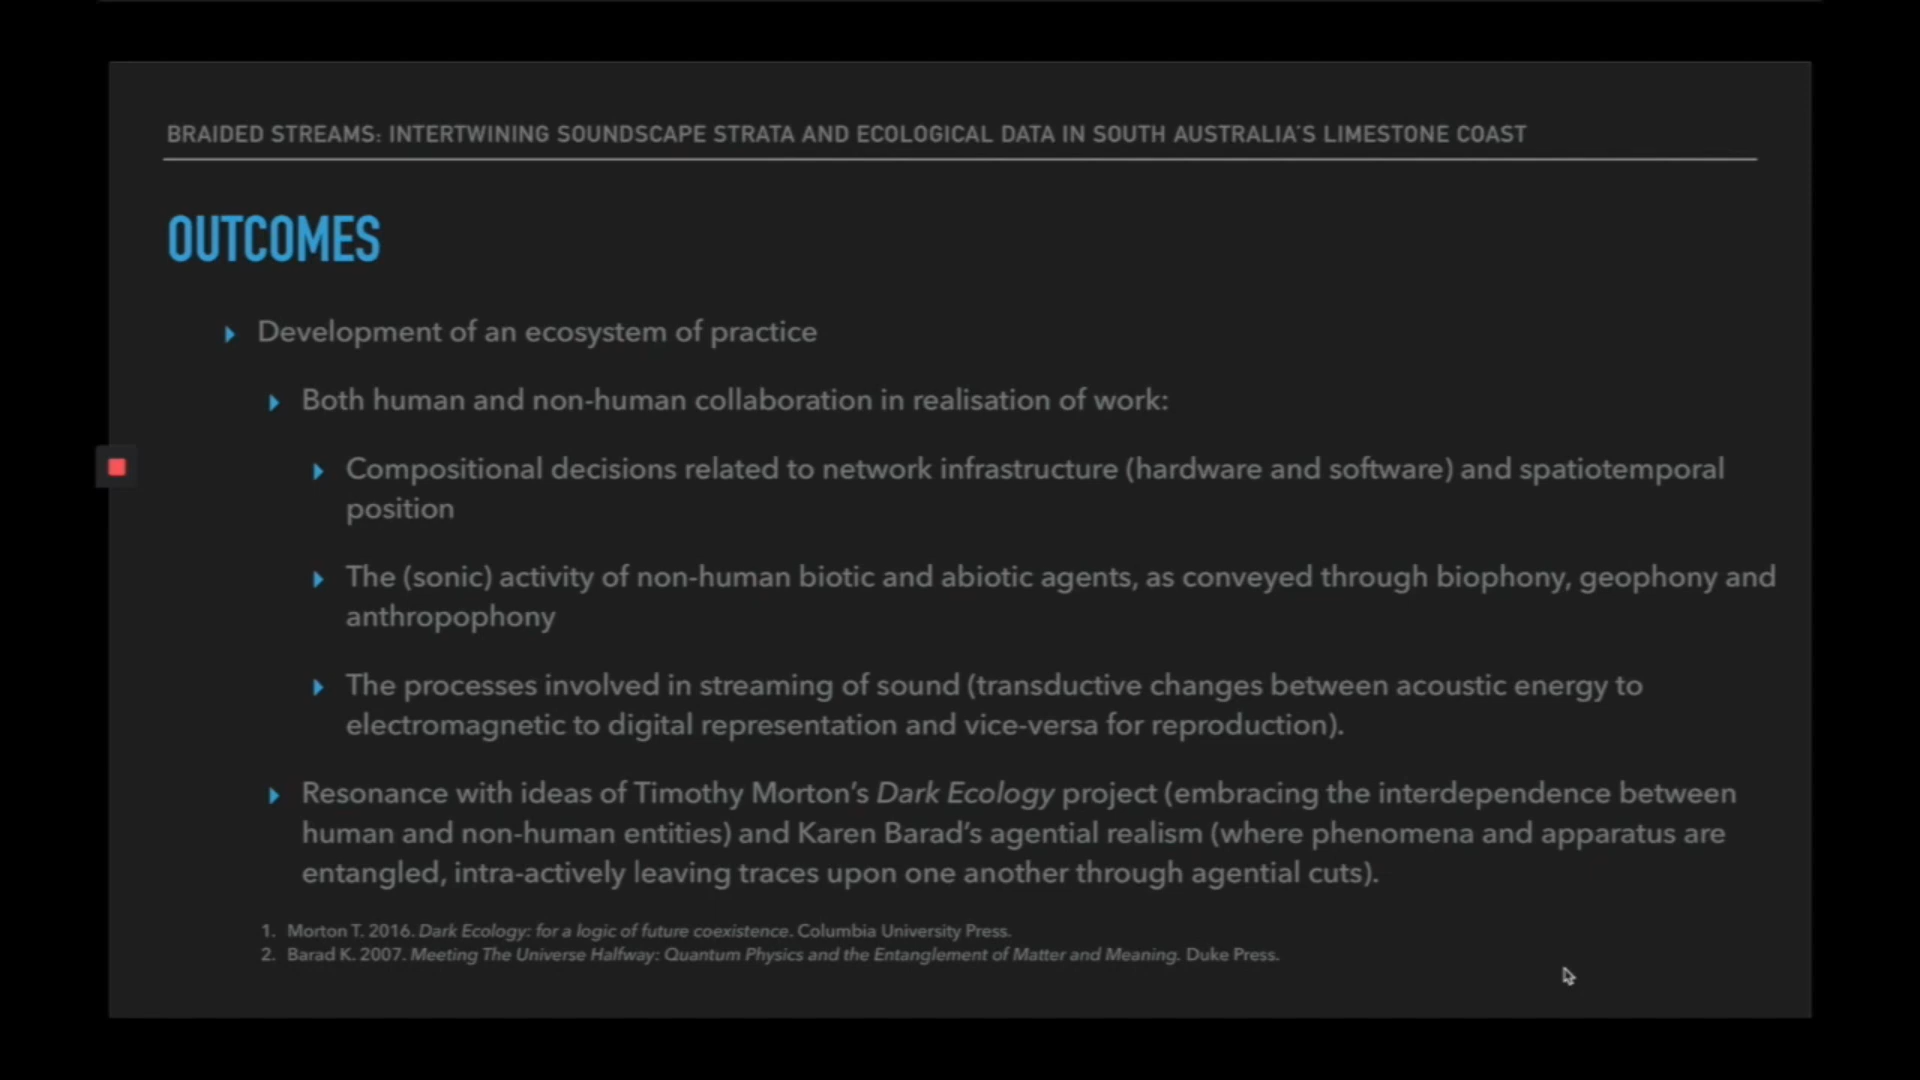 BRAIDED STREAMS: INTERTWINING SOUNDSCAPE STRATA AND ECOLOGICAL DATA IN SOUTH AUSTRALIA'S LIMESTONE COAST
OUTCOMES
Development of an ecosystem of practice
Both human and non-human collaboration in realisation of work:
Compositional decisions related to network infrastructure (hardware and software) and spatiotemporal
position
The (sonic) activity of non-human biotic and abiotic agents, as conveyed through biophony, geophony and
anthropophony
The processes involved in streaming of sound (transductive changes between acoustic energy to
electromagnetic to digital representation and vice-versa for reproduction).
Resonance with ideas of Timothy Morton's Dark Ecology project (embracing the interdependence between
human and non-human entities) and Karen Barad's agential realism (where phenomena and apparatus are
entangled, intra-actively leaving traces upon one another through agential cuts).
1. Morton T. 2016. Dark Ecology: for a logic of future coexistence. Columbia University Press.
2. Barad K. 2007. Meeting The Universe Halfway: Quantum Physics and the Entanglement of Matter and Meaning. Duke Press.